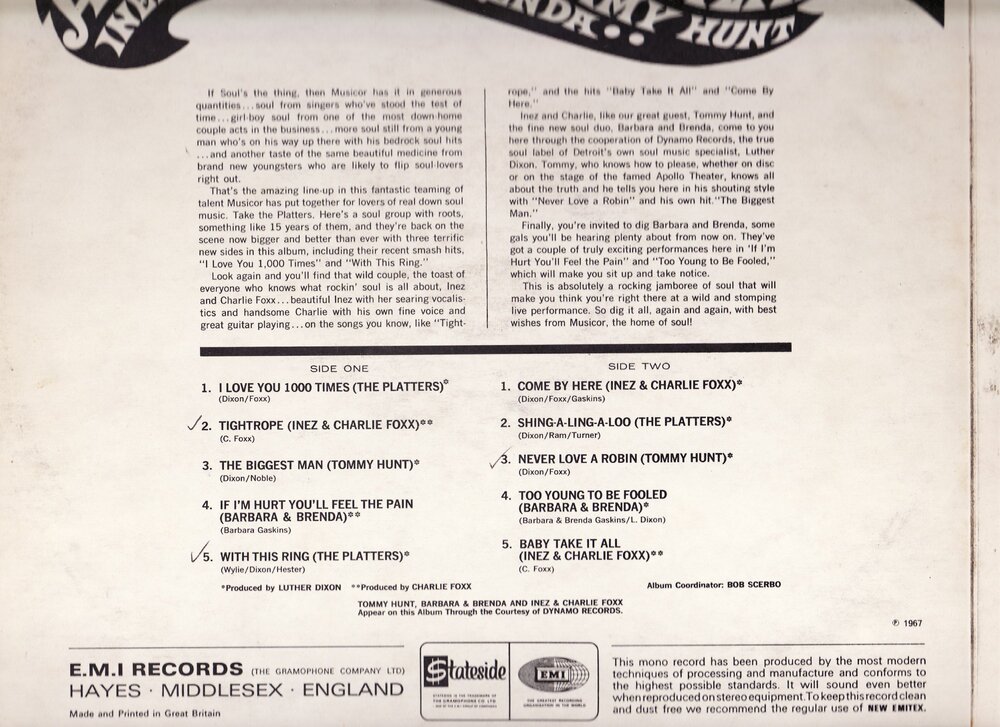 INEZ
ENDA..
MMY HUNT
If Soul's the thing, then Musicor has it in generous
quantities...soul from singers who've stood the test of
time...girl-boy soul from one of the most down-home
couple acts in the business...more soul still from a young
man who's on his way up there with his bedrock soul hits
...and another taste of the same beautiful medicine from
brand new youngsters who are likely to flip soul-lovers
right out.
That's the amazing line-up in this fantastic teaming of
talent Musicor has put together for lovers of real down soul
music. Take the Platters. Here's a soul group with roots,
something like 15 years of them, and they're back on the
scene now bigger and better than ever with three terrific
new sides in this album, including their recent smash hits,
"I Love You 1,000 Times" and "With This Ring."
Look again and you'll find that wild couple, the toast of
everyone who knows what rockin' soul is all about, Inez
and Charlie Foxx...beautiful Inez with her searing vocalis-
tics and handsome Charlie with his own fine voice and
great guitar playing...on the songs you know, like "Tight-
rope," and the hits "Baby Take It All" and "Come By
Here."
Inez and Charlie, like our great guest, Tommy Hunt, and
the fine new soul duo, Barbara and Brenda, come to you
here through the cooperation of Dynamo Records, the true
soul label of Detroit's own soul music specialist, Luther
Dixon. Tommy, who knows how to please, whether on disc
or on the stage of the famed Apollo Theater, knows all
about the truth and he tells you here in his shouting style
with "Never Love a Robin" and his own hit "The Biggest
Man."
Finally, you're invited to dig Barbara and Brenda, some
gals you'll be hearing plenty about from now on. They've
got a couple of truly exciting performances here in 'If I'm
Hurt You'll Feel the Pain" and "Too Young to Be Fooled,"
which will make you sit up and take notice.
This is absolutely a rocking jamboree of soul that will
make you think you're right there at a wild and stomping
live performance. So dig it all, again and again, with best
wishes from Musicor, the home of soul!
SIDE ONE
1. I LOVE YOU 1000 TIMES (THE PLATTERS)*
(Dixon/Foxx)
2. TIGHTROPE (INEZ & CHARLIE FOXX)**
(C. Foxx)
3. THE BIGGEST MAN (TOMMY HUNT)*
(Dixon/Noble)
4. IF I'M HURT YOU'LL FEEL THE PAIN
(BARBARA & BRENDA)**
(Barbara Gaskins)
5. WITH THIS RING (THE PLATTERS)*
(Wylie/Dixon/Hester)
SIDE TWO
1. COME BY HERE (INEZ & CHARLIE FOXX)*
(Dixon/Foxx/Gaskins)
2. SHING-A-LING-A-LOO (THE PLATTERS)*
(Dixon/Ram/Turner)
3. NEVER LOVE A ROBIN (TOMMY HUNT)*
(Dixon/Foxx)
4. TOO YOUNG TO BE FOOLED
(BARBARA & BRENDA)*
(Barbara & Brenda Gaskins/L. Dixon)
5. BABY TAKE IT ALL
(INEZ & CHARLIE FOXX)**
(C. Foxx)
*Produced by LUTHER DIXON **Produced by CHARLIE FOXX
Album Coordinator: BOB SCERBO
TOMMY HUNT, BARBARA & BRENDA AND INEZ & CHARLIE FOXX
Appear on this Album Through the Courtesy of DYNAMO RECORDS.
℗ 1967
E.M.I RECORDS (THE GRAMOPHONE COMPANY LTD)
HAYES · MIDDLESEX · ENGLAND
Made and Printed in Great Britain
Stateside
STATESIDE IS THE TRADEMARK OF
THE GRAMOPHONE CO. LTD
EMI
THE GREATEST RECORDING
ORGANISATION IN THE WORLD
This mono record has been produced by the most modern
techniques of processing and manufacture and conforms to
the highest possible standards. It will sound even better
when reproduced on stereo equipment. To keep this record clean
and dust free we recommend the regular use of NEW EMITEX.